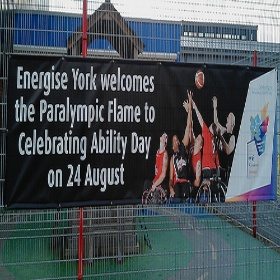 Energise York welcomes
the Paralympic Flame to
Celebrating Ability Day
on 24 August